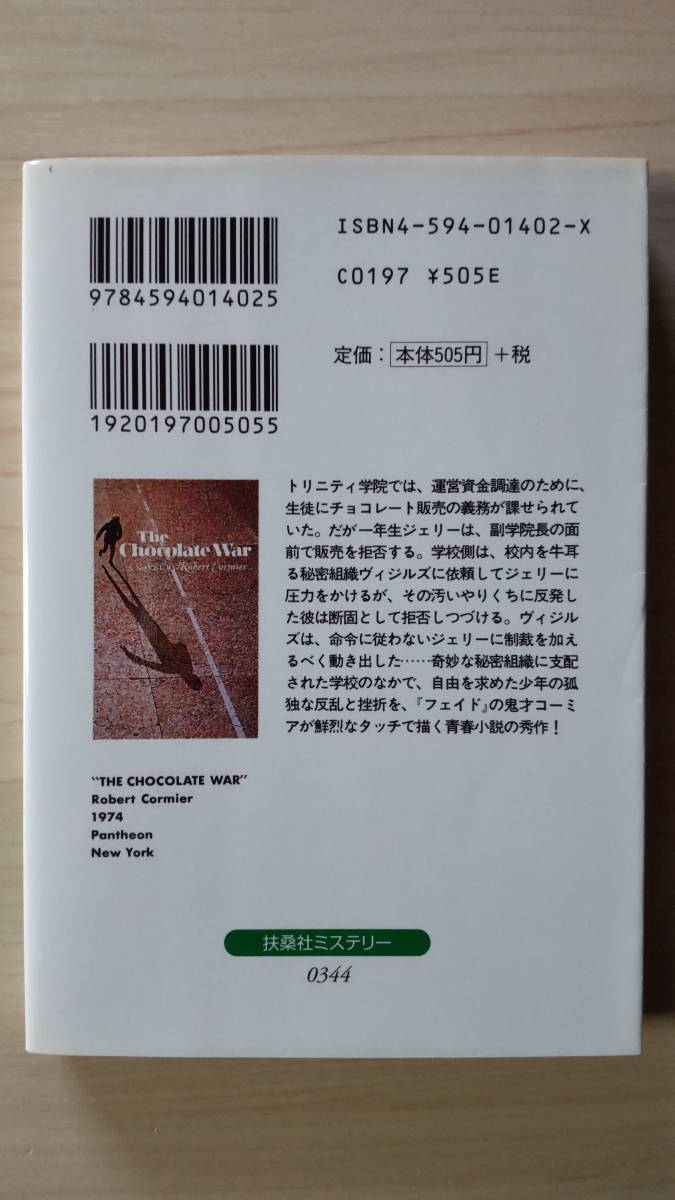 ISBN4-594-01402-X
9784594014025
C0197 ¥505E
定価：本体505円＋税
1920197005055
トリニティ学院では、運営資金調達のために、
生徒にチョコレート販売の義務が課せられて
いた。だが一年生ジェリーは、副学院長の面
前で販売を拒否する。学校側は、校内を牛耳
る秘密組織ヴィジルズに依頼してジェリーに
圧力をかけるが、その汚いやりくちに反発し
た彼は断固として拒否しつづける。ヴィジル
ズは、命令に従わないジェリーに制裁を加え
るべく動き出した……奇妙な秘密組織に支配
された学校のなかで、自由を求めた少年の孤
独な反乱と挫折を、『フェイド』の鬼才コーミ
アが鮮烈なタッチで描く青春小説の秀作！
The
Chocolate War
Robert Cormier
"THE CHOCOLATE WAR"
Robert Cormier
1974
Pantheon
New York
扶桑社ミステリー
0344